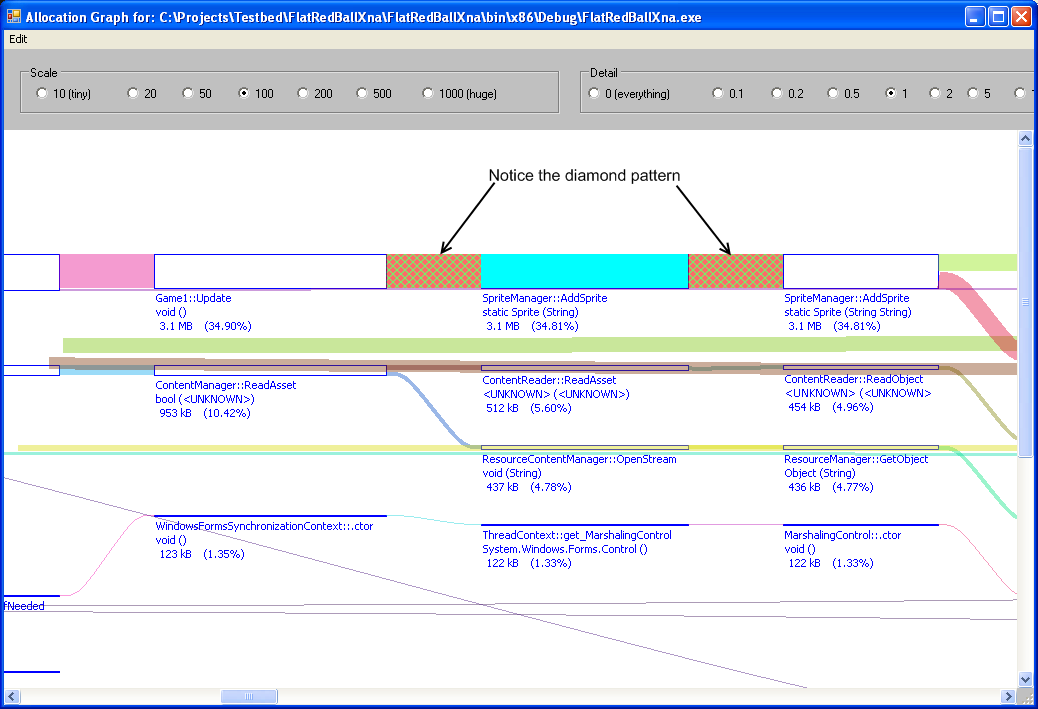 Allocation Graph for: C:\Projects\Testbed\FlatRedBallXna\FlatRedBallXna\bin\x86\Debug\FlatRedBallXna.exe
Edit
Scale
Detail
10 (tiny) 20 50 100 200 500 1000 (huge)
0 (everything) 0.1 0.2 0.5 1 2 5
Notice the diamond pattern
Game1::Update
void ()
3.1 MB (34.90%)
SpriteManager::AddSprite
static Sprite (String)
3.1 MB (34.81%)
SpriteManager::AddSprite
static Sprite (String String)
3.1 MB (34.81%)
ContentManager::ReadAsset
bool (<UNKNOWN>)
953 kB (10.42%)
ContentReader::ReadAsset
<UNKNOWN> (<UNKNOWN>)
512 kB (5.60%)
ContentReader::ReadObject
<UNKNOWN> (<UNKNOWN>
454 kB (4.96%)
ResourceContentManager::OpenStream
void (String)
437 kB (4.78%)
ResourceManager::GetObject
Object (String)
436 kB (4.77%)
WindowsFormsSynchronizationContext::.ctor
void ()
123 kB (1.35%)
ThreadContext::get_MarshalingControl
System.Windows.Forms.Control ()
122 kB (1.33%)
MarshalingControl::.ctor
void ()
122 kB (1.33%)
fNeeded